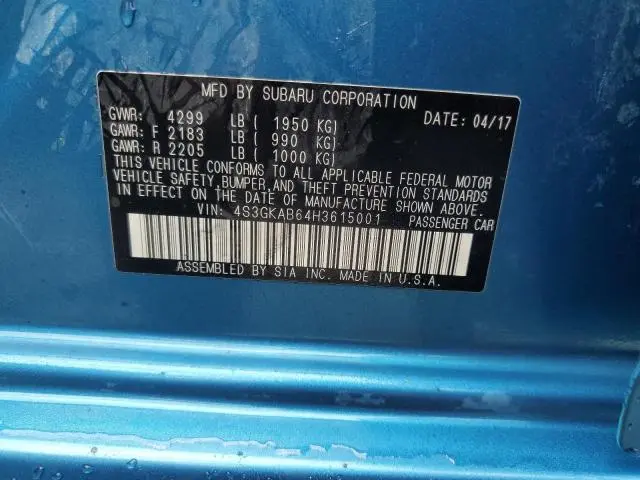 MFD BY SUBARU CORPORATION DATE: 04/17
GVWR: 4299 LB ( 1950 KG)
GAWR: F 2183 LB ( 990 KG)
GAWR: R 2205 LB ( 1000 KG)
THIS VEHICLE CONFORMS TO ALL APPLICABLE FEDERAL MOTOR
VEHICLE SAFETY, BUMPER, AND THEFT PREVENTION STANDARDS
IN EFFECT ON THE DATE OF MANUFACTURE SHOWN ABOVE.
VIN: 4S3GKAB64H3615001 PASSENGER CAR
ASSEMBLED BY SIA INC. MADE IN U.S.A.